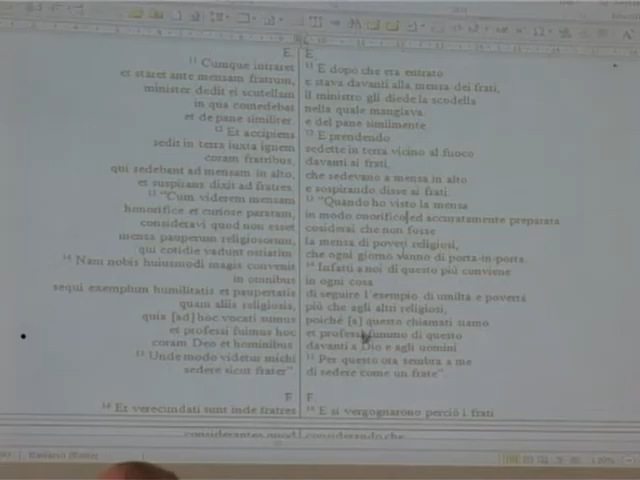 E.
11 Cumque intraret
et staret ante mensam fratrum,
minister dedit ei scutellam
in qua comedebat
et de pane similiter.
12 Et accipiens
sedit in terra iuxta ignem
coram fratribus,
qui sedebant ad mensam in alto,
et suspirans dixit ad fratres.
13 "Cum viderem mensam
honorifice et curiose paratam,
consideravi quod non esset
mensa pauperum religiosorum,
qui cotidie vadunt ostiatim.
14 Nam nobis huiusmodi magis convenit
in omnibus
sequi exemplum humilitatis et paupertatis
quam aliis religiosis,
quia [ad] hoc vocati sumus
et professi fuimus hoc
coram Deo et hominibus.
15 Unde modo videtur michi
sedere sicut frater".
F.
16 Et verecundati sunt inde fratres
considerantes quod
E
11 E dopo che era entrato
e stava davanti alla mensa dei frati,
il ministro gli diede la scodella
nella quale mangiava
e del pane similmente
12 E prendendo
sedette in terra vicino al fuoco
davanti ai frati,
che sedevano a mensa in alto
e sospirando disse ai frati.
13 "Quando ho visto la mensa
in modo onorifico ed accuratamente preparata
cosiderai che non fosse
la mensa di poveri religiosi,
che ogni giorno vanno di porta-in-porta
14 Infatti a noi di questo più conviene
in ogni cosa
di seguire l'esempio di umiltà e povertà
più che agli altri religiosi,
poiché [a] questo chiamati siamo
et professi fummo di questo
davanti a Dio e agli uomini
15 Per questo ora sembra a me
di sedere come un frate".
F.
16 E si vergognarono perciò i frati
considerando che